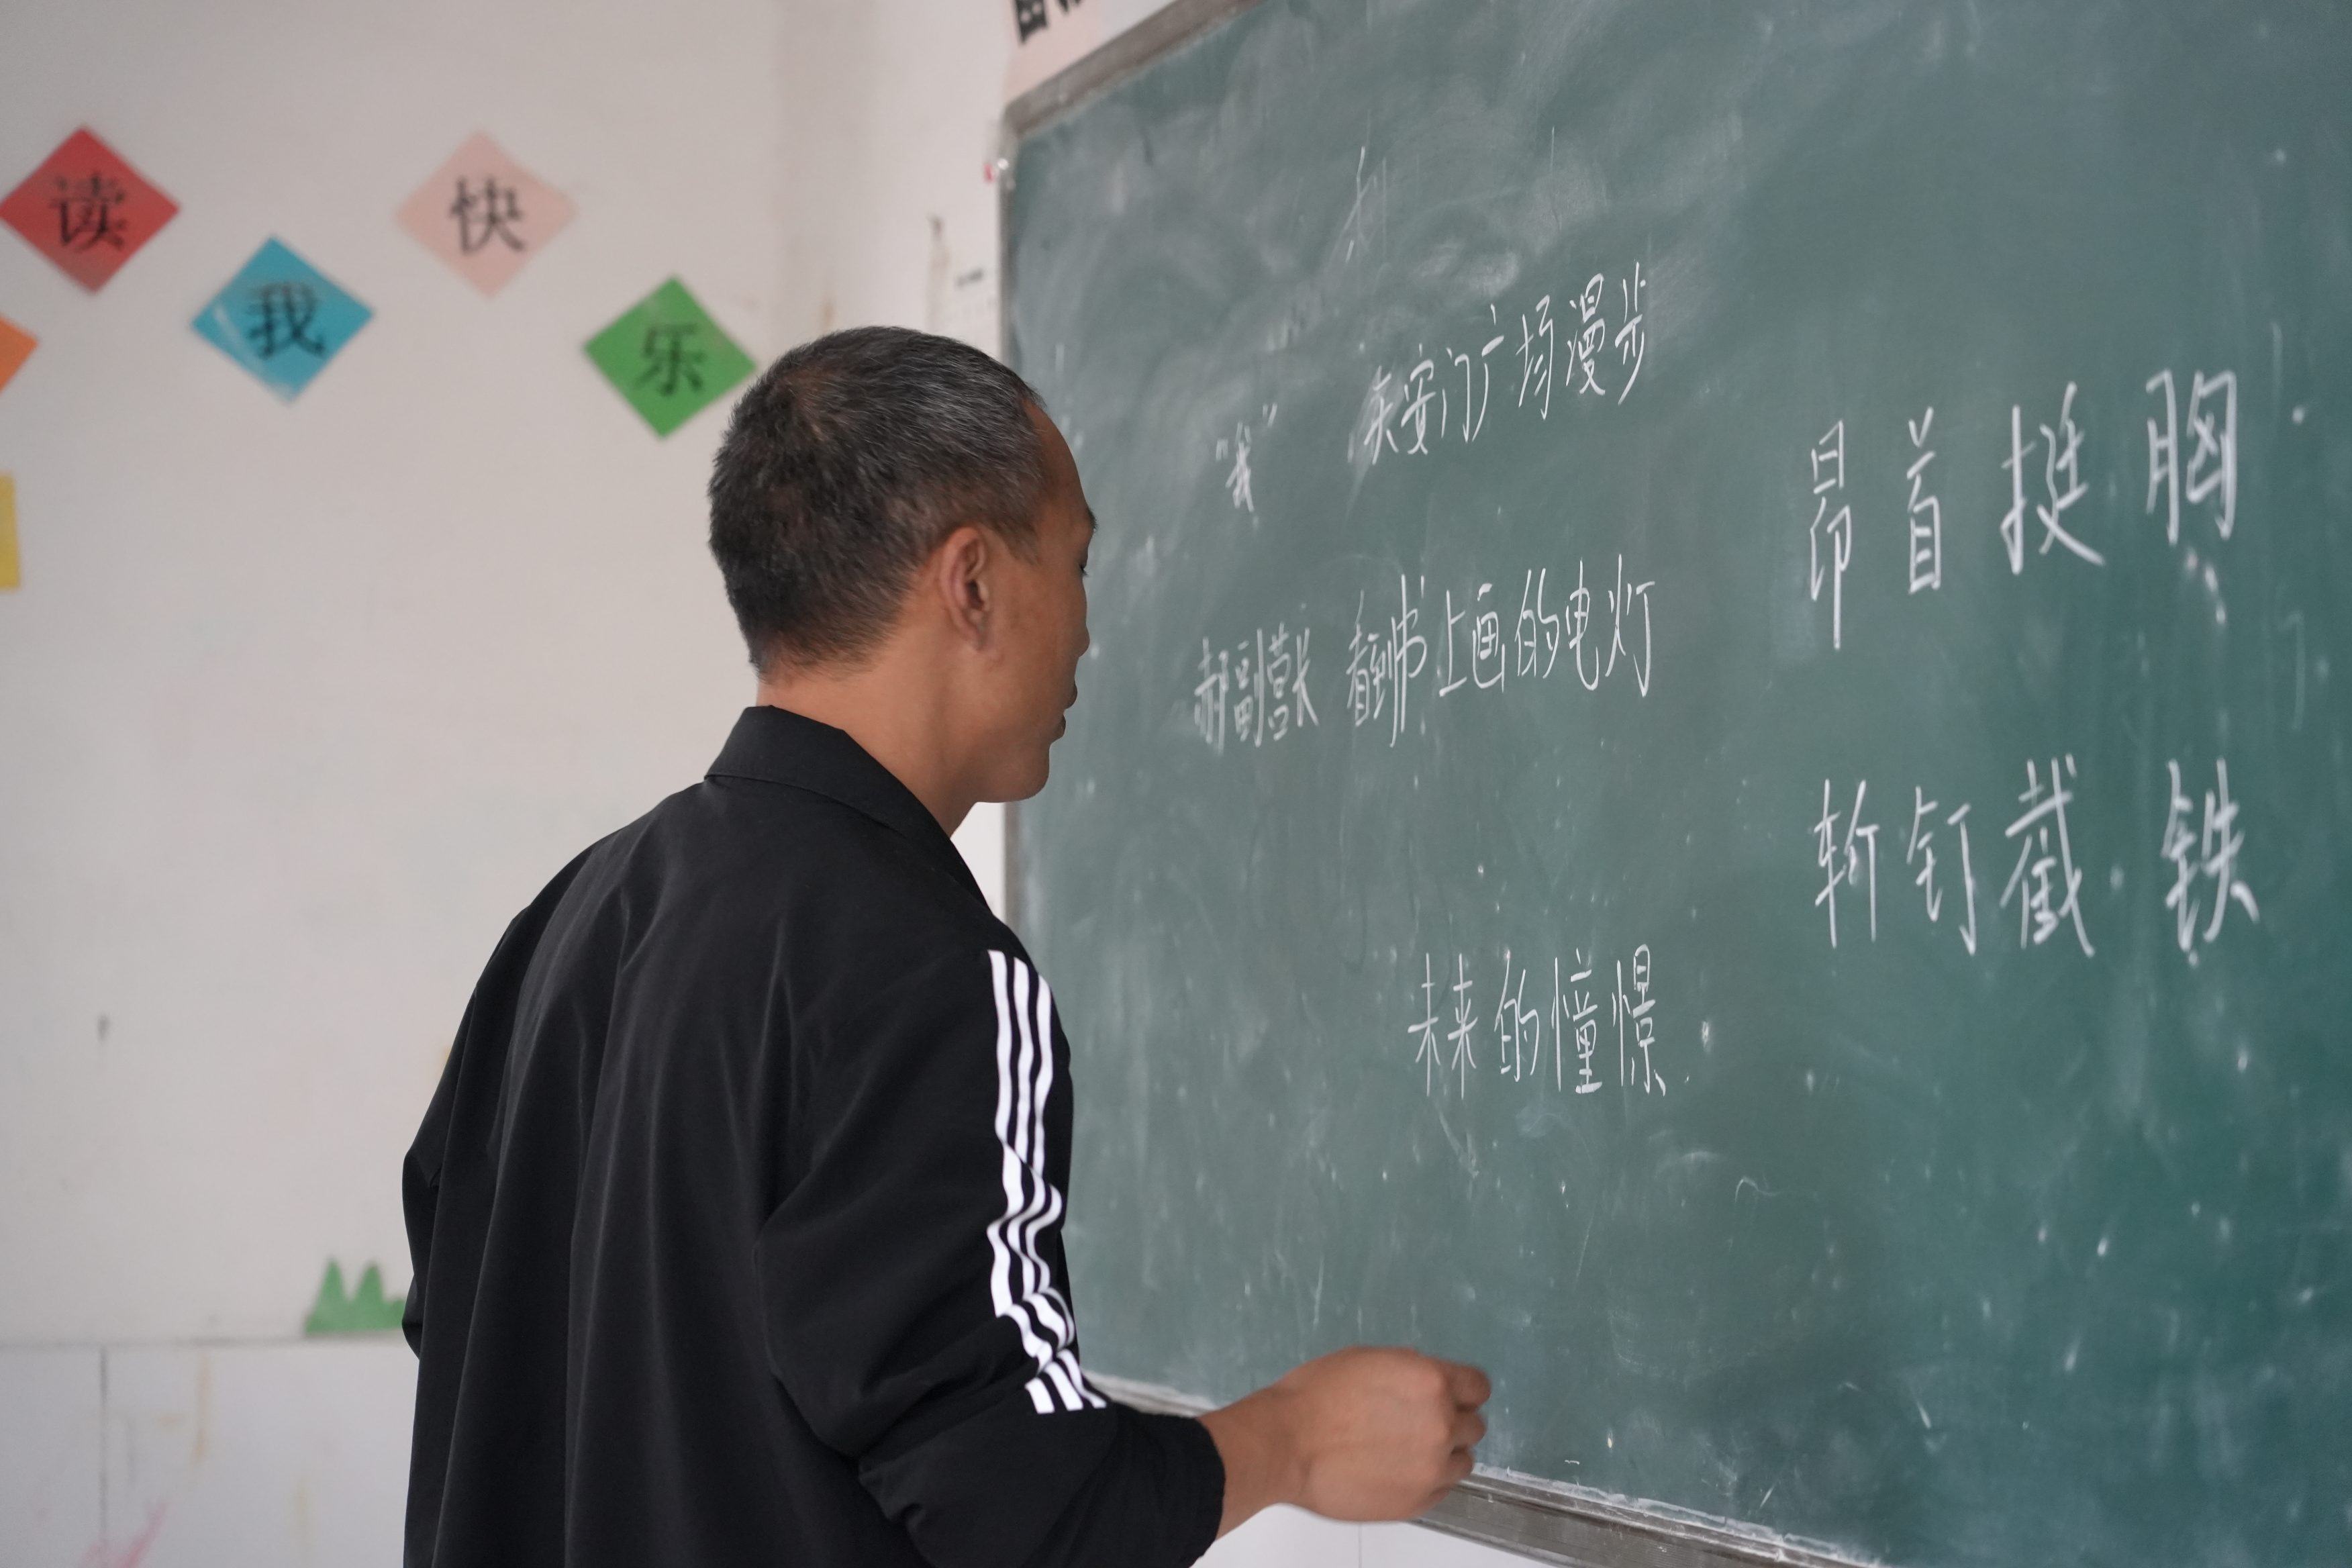 读
我
快
乐
"我" 天安门广场漫步
郝副营长 看到书上画的电灯
未来的憧憬
昂首挺胸
斩钉截铁